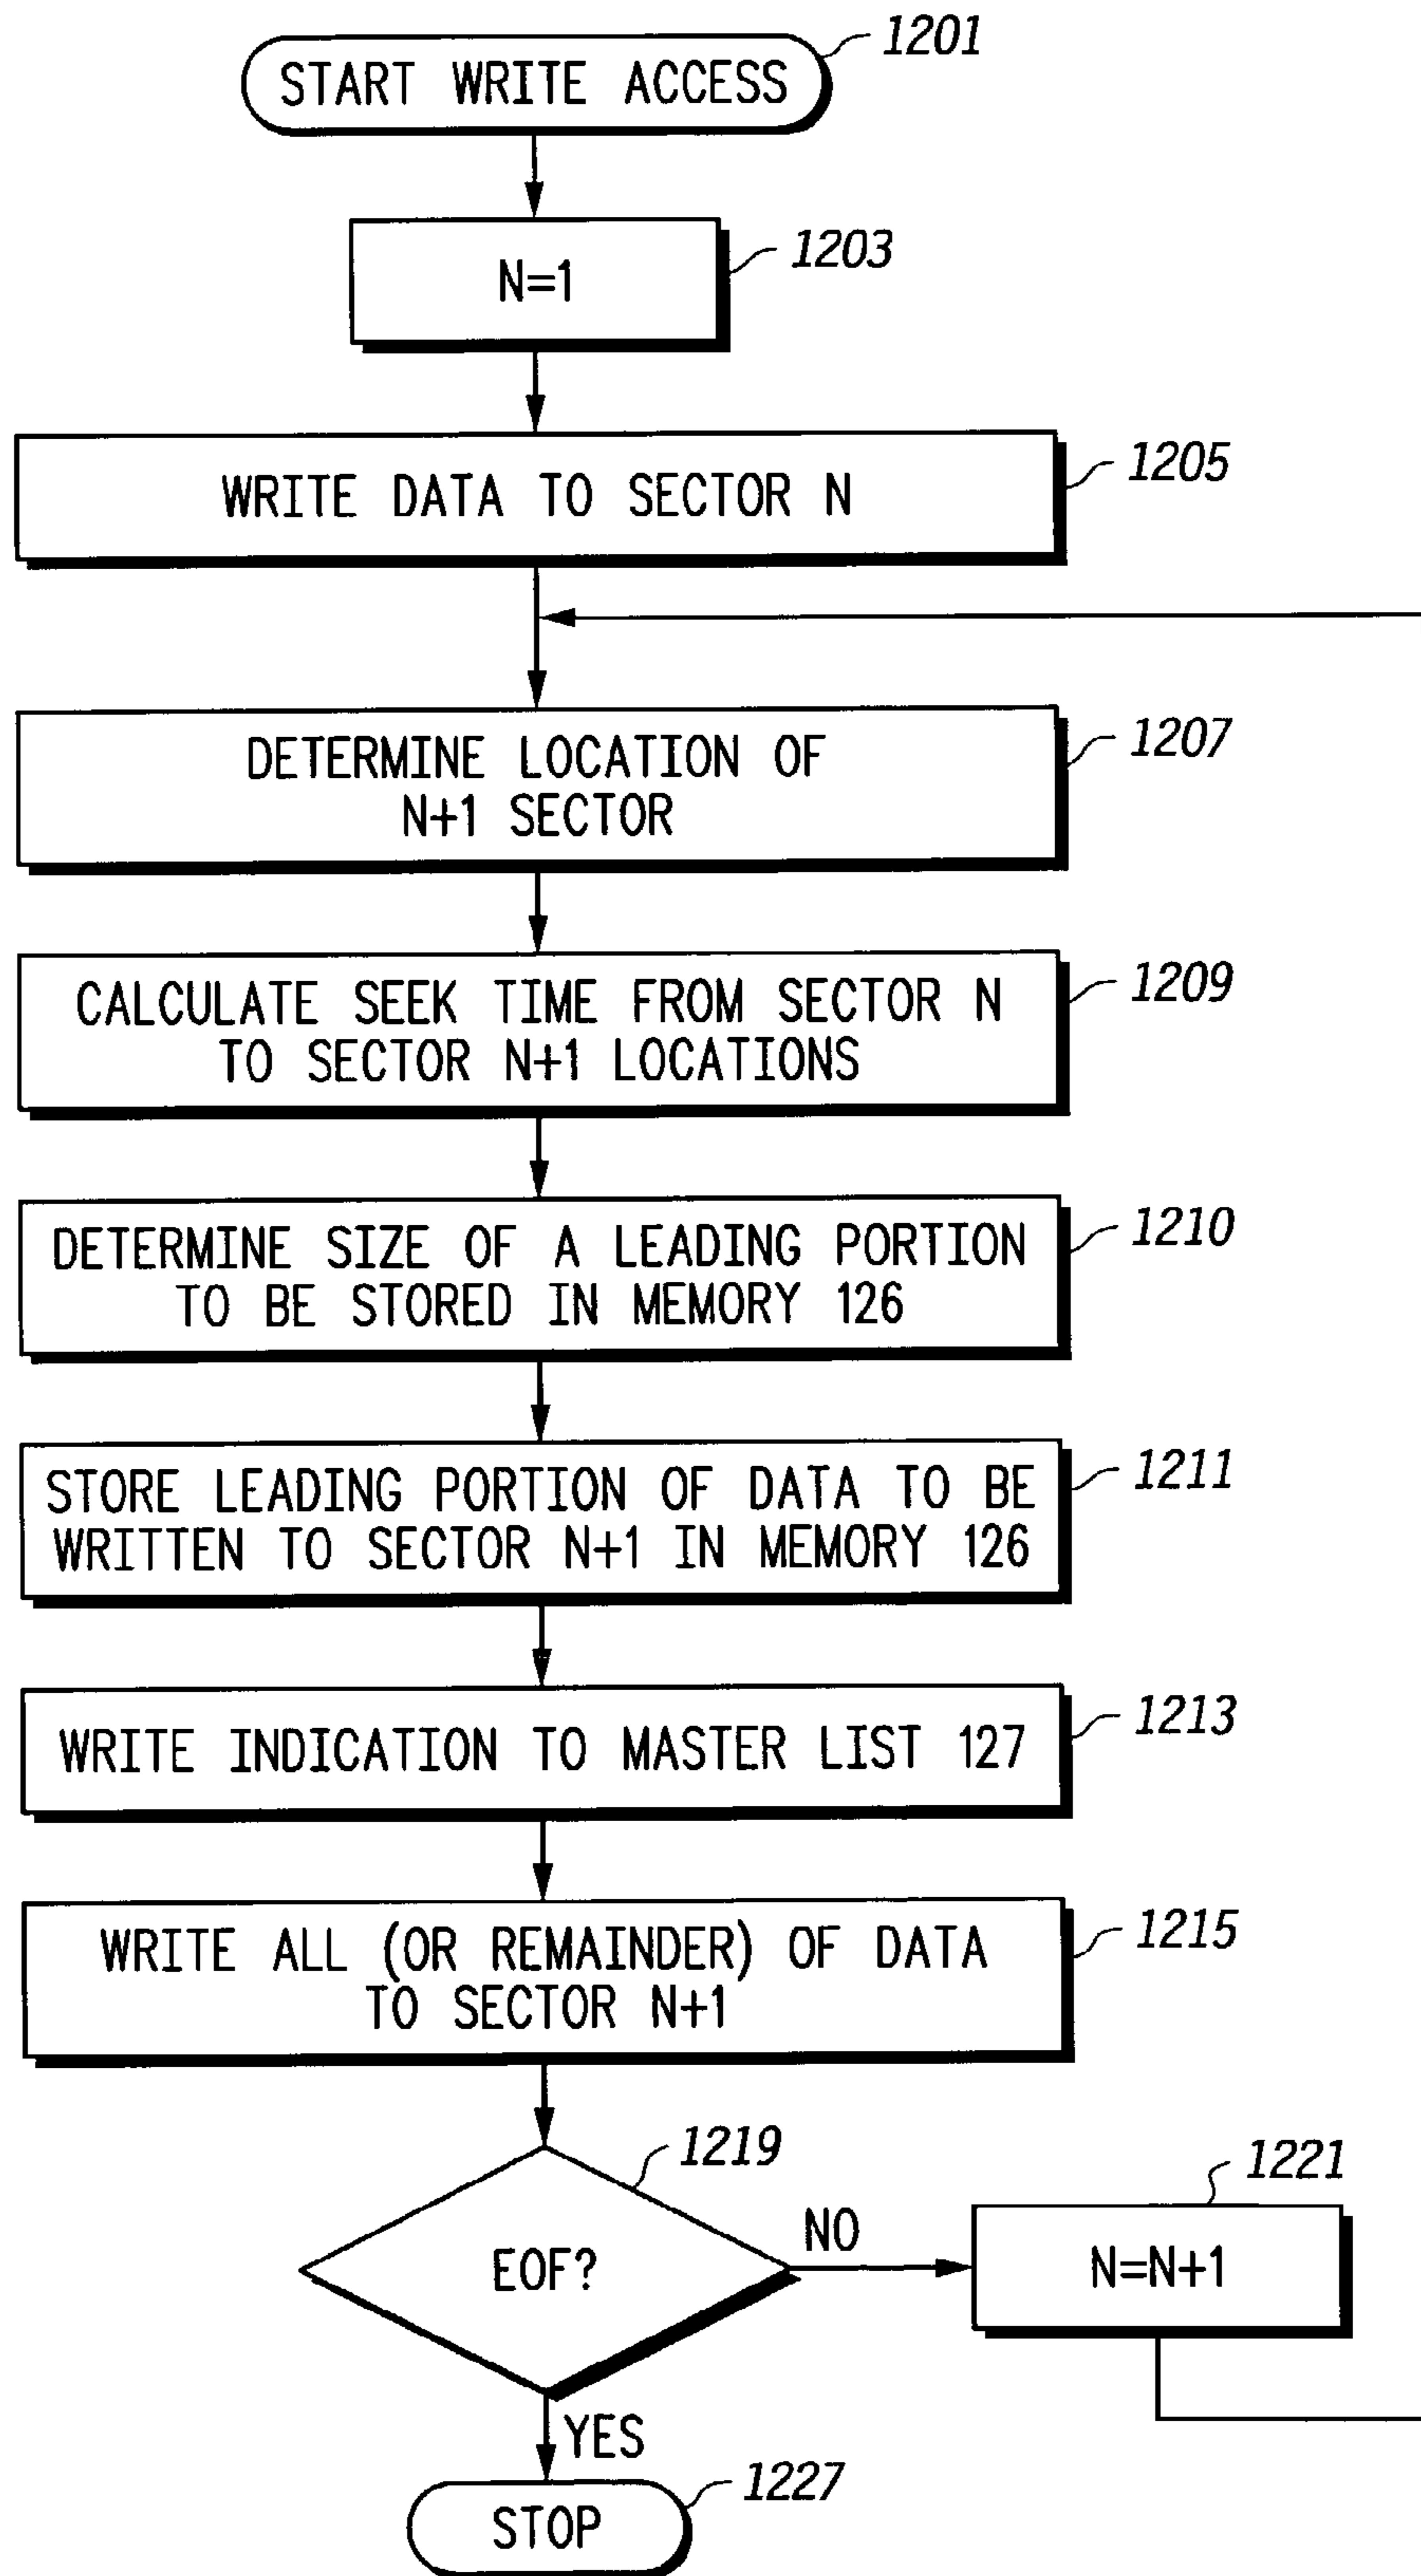 START WRITE ACCESS
1201
N=1
1203
WRITE DATA TO SECTOR N
1205
DETERMINE LOCATION OF
N+1 SECTOR
1207
CALCULATE SEEK TIME FROM SECTOR N
TO SECTOR N+1 LOCATIONS
1209
DETERMINE SIZE OF A LEADING PORTION
TO BE STORED IN MEMORY 126
1210
STORE LEADING PORTION OF DATA TO BE
WRITTEN TO SECTOR N+1 IN MEMORY 126
1211
WRITE INDICATION TO MASTER LIST 127
1213
WRITE ALL (OR REMAINDER) OF DATA
TO SECTOR N+1
1215
EOF?
1219
NO
N=N+1
1221
YES
STOP
1227